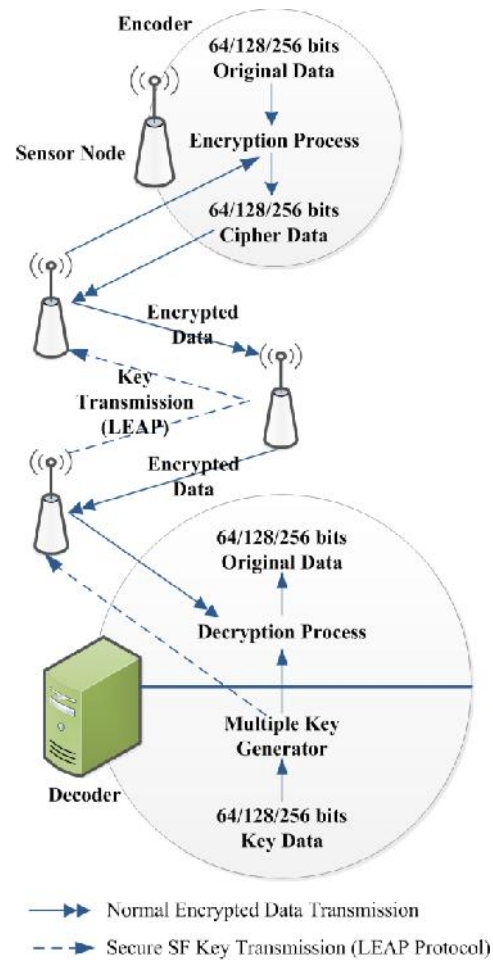 Encoder
64/128/256 bits
Original Data
Sensor Node
Encryption Process
64/128/256 bits
Cipher Data
Encrypted
Data
Key
Transmission
(LEAP)
Encrypted
Data
64/128/256 bits
Original Data
Decryption Process
Multiple Key
Generator
Decoder
64/128/256 bits
Key Data
Normal Encrypted Data Transmission
Secure SF Key Transmission (LEAP Protocol)